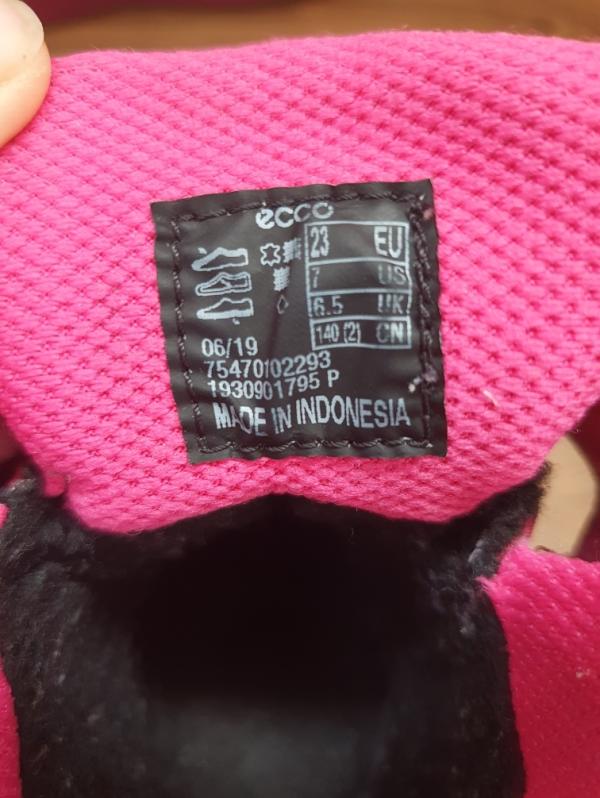 ecco
23 EU
7 US
6.5 UK
140 (2) CN
06/19
75470102293
1930901795 P
MADE IN INDONESIA